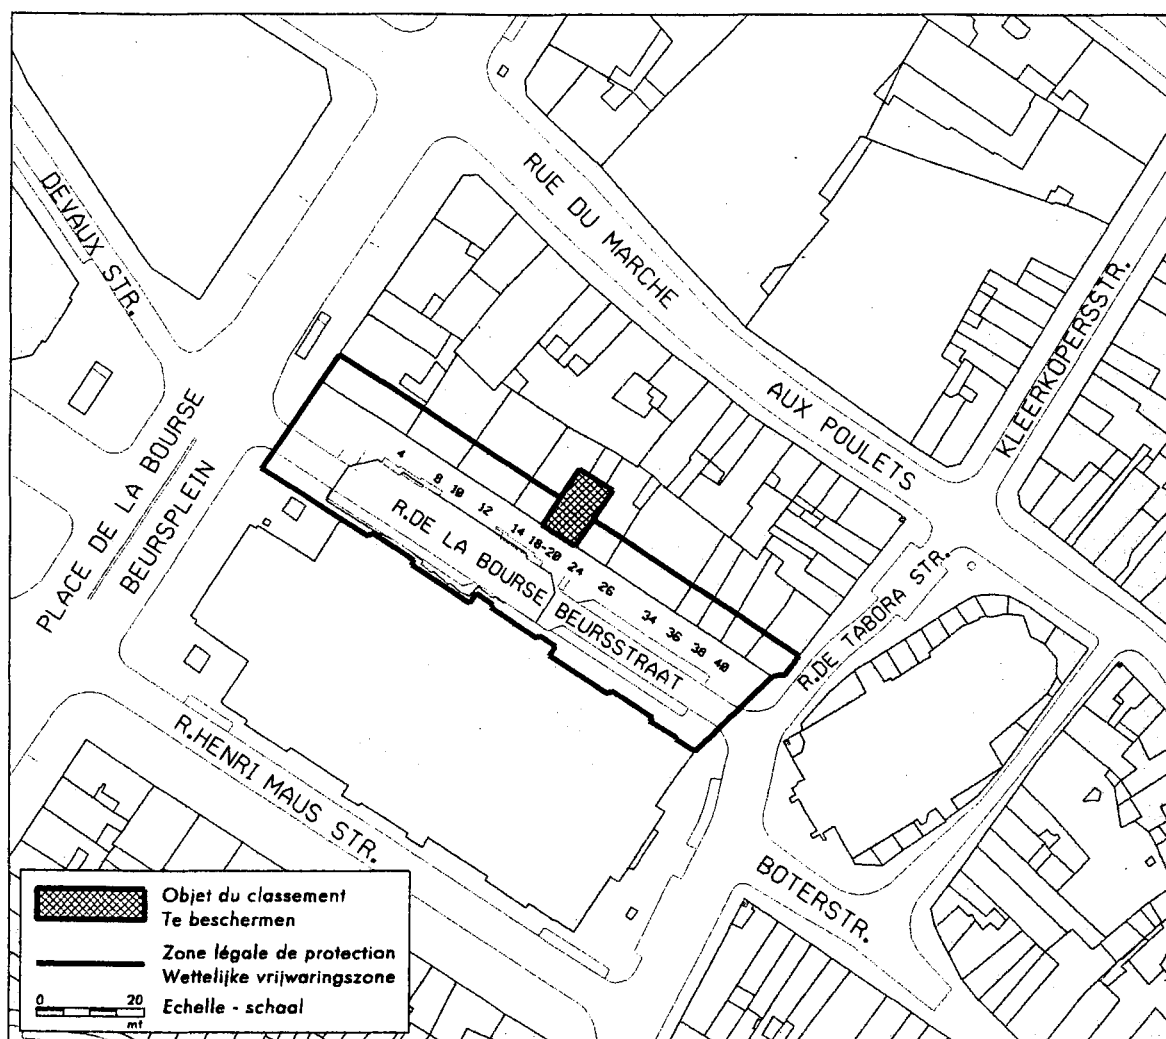 RUE DU MARCHE
AUX POULETS
DEVAUX STR.
KLEERKOPERSSTR.
PLACE DE LA BOURSE
BEURSPLEIN
4
8
10
12
14
18-20
24
26
34
36
38
40
R.DE LA BOURSE
BEURSSTRAAT
R.DE TABORA STR.
R.HENRI MAUS STR.
BOTERSTR.
Objet du classement
Te beschermen
Zone légale de protection
Wettelijke vrijwaringszone
0 20
mt
Echelle - schaal